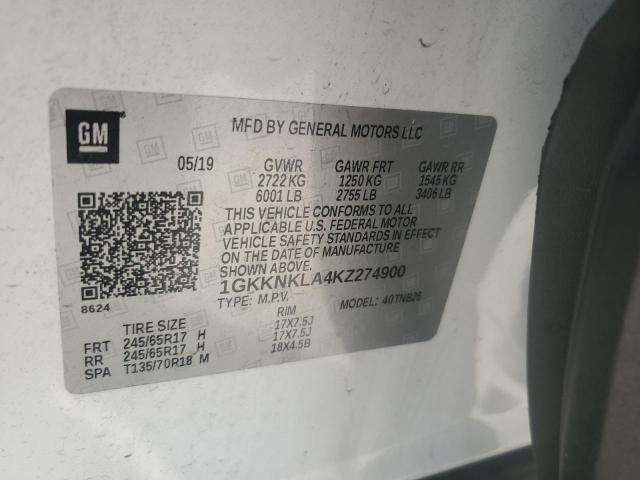 GM
MFD BY GENERAL MOTORS LLC
05/19 GVWR GAWR FRT GAWR RR
2722 KG 1250 KG 1545 KG
6001 LB 2755 LB 3406 LB
THIS VEHICLE CONFORMS TO ALL
APPLICABLE U.S. FEDERAL MOTOR
VEHICLE SAFETY STANDARDS IN EFFECT
ON THE DATE OF MANUFACTURE
SHOWN ABOVE.
1GKKNKLA4KZ274900
TYPE: M.P.V. MODEL: 40TNB26
8624
TIRE SIZE RIM
FRT 245/65R17 H 17X7.5J
RR 245/65R17 H 17X7.5J
SPA T135/70R18 M 18X4.5B